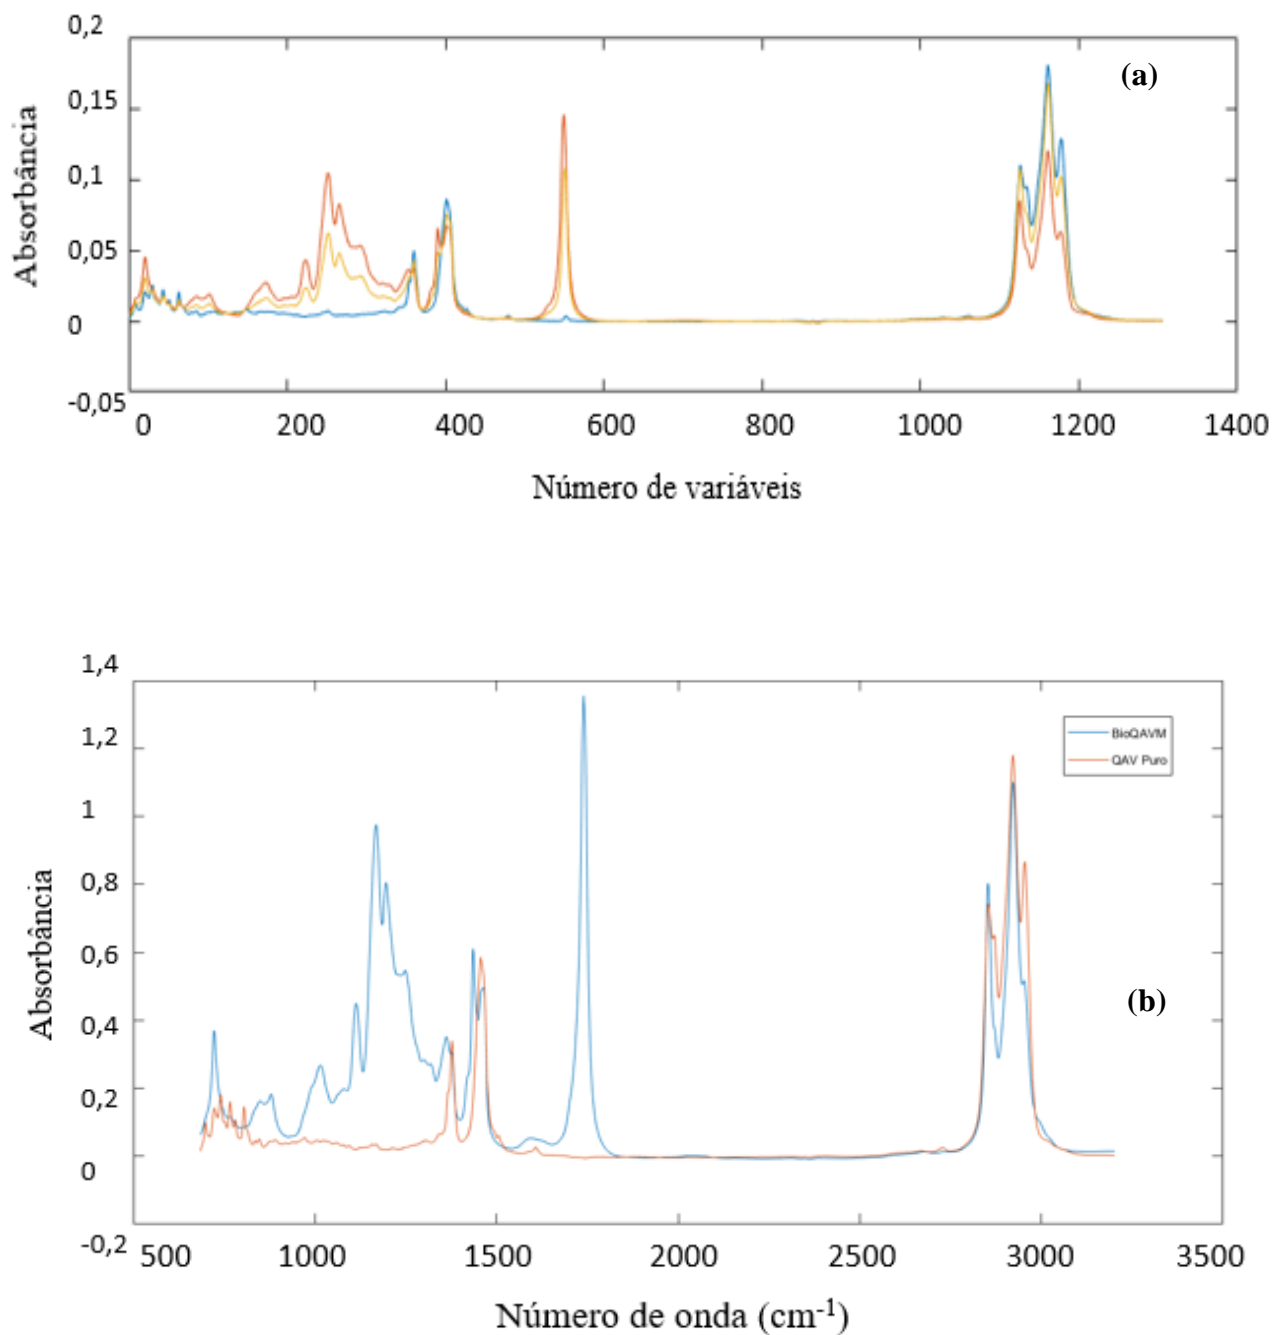 0,2
(a)
0,15
0,1
0,05
0
-0,05
Absorbância
0 200 400 600 800 1000 1200 1400
Número de variáveis
1,4
1,2
BioQAVM
QAV Puro
1
0,8
0,6
0,4
(b)
0,2
0
-0,2
Absorbância
500 1000 1500 2000 2500 3000 3500
Número de onda (cm⁻¹)